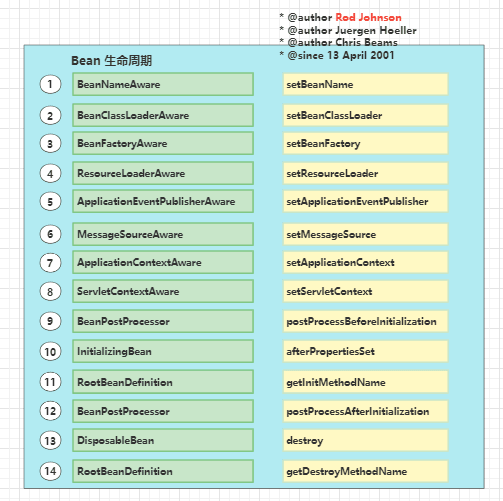 * @author Rod Johnson
* @author Juergen Hoeller
* @author Chris Beams
* @since 13 April 2001
Bean 生命周期
1 BeanNameAware setBeanName
2 BeanClassLoaderAware setBeanClassLoader
3 BeanFactoryAware setBeanFactory
4 ResourceLoaderAware setResourceLoader
5 ApplicationEventPublisherAware setApplicationEventPublisher
6 MessageSourceAware setMessageSource
7 ApplicationContextAware setApplicationContext
8 ServletContextAware setServletContext
9 BeanPostProcessor postProcessBeforeInitialization
10 InitializingBean afterPropertiesSet
11 RootBeanDefinition getInitMethodName
12 BeanPostProcessor postProcessAfterInitialization
13 DisposableBean destroy
14 RootBeanDefinition getDestroyMethodName